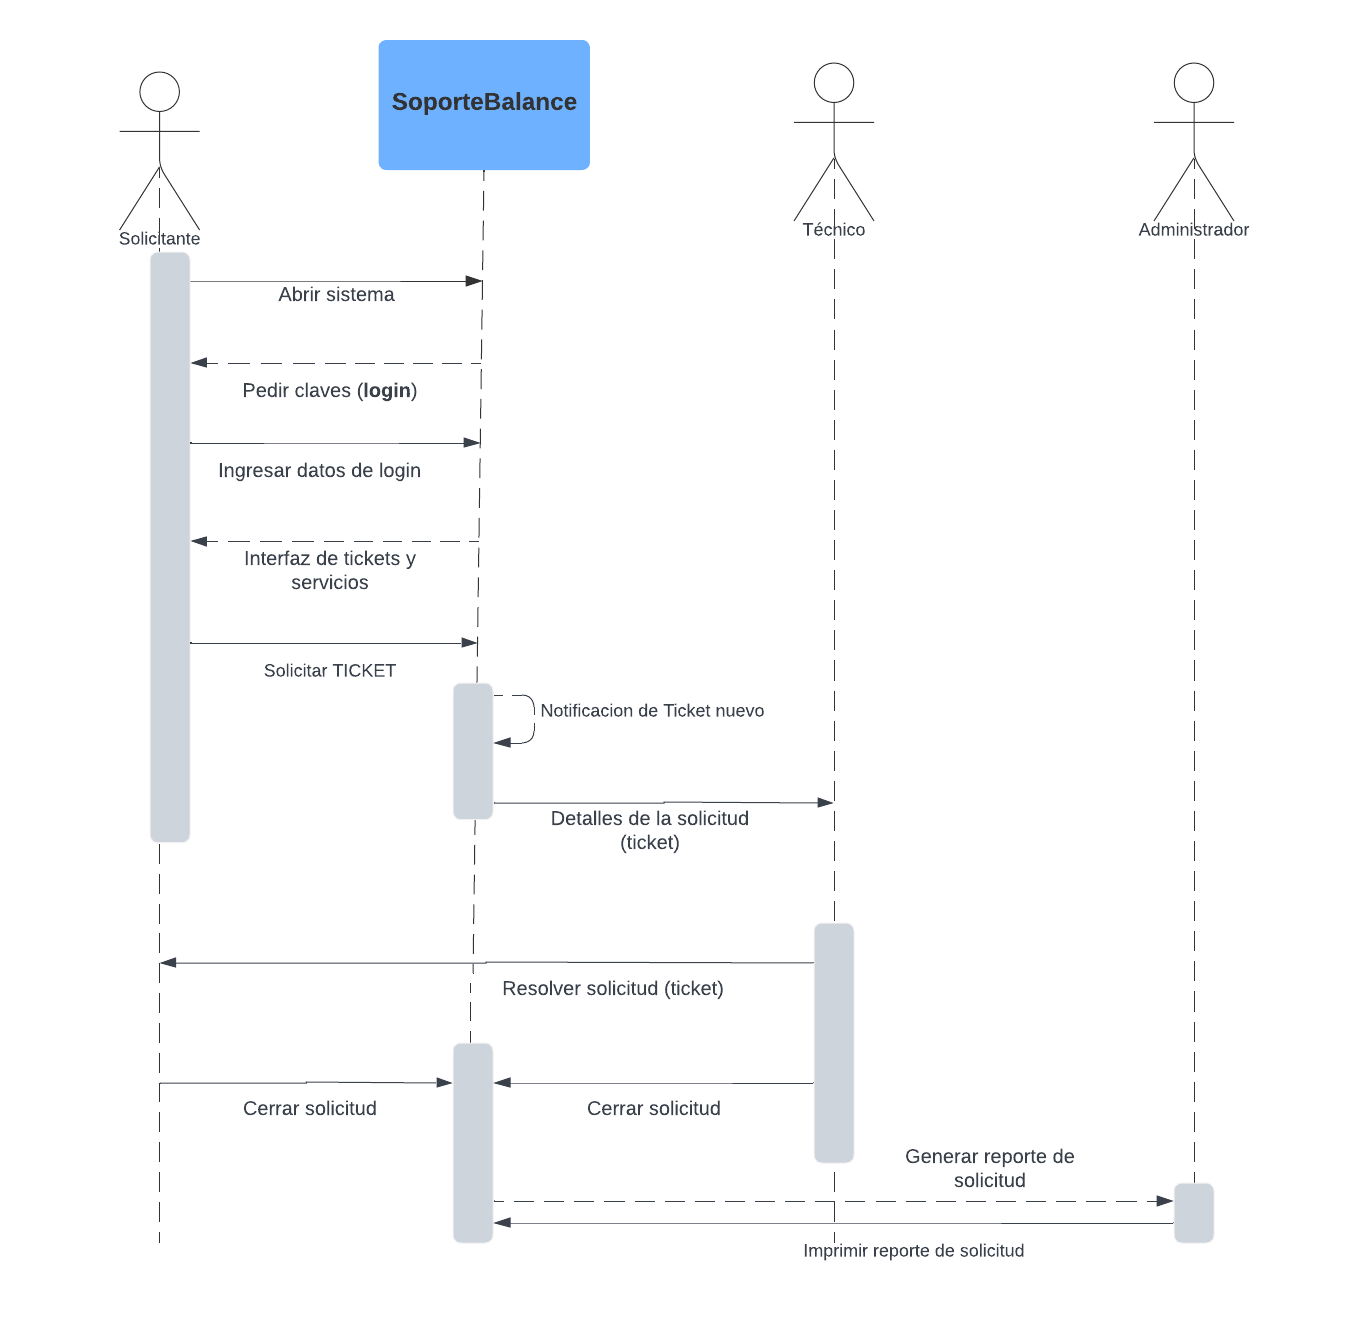 SoporteBalance
Solicitante
Técnico
Administrador
Abrir sistema
Pedir claves (login)
Ingresar datos de login
Interfaz de tickets y
servicios
Solicitar TICKET
Notificacion de Ticket nuevo
Detalles de la solicitud
(ticket)
Resolver solicitud (ticket)
Cerrar solicitud
Cerrar solicitud
Generar reporte de
solicitud
Imprimir reporte de solicitud